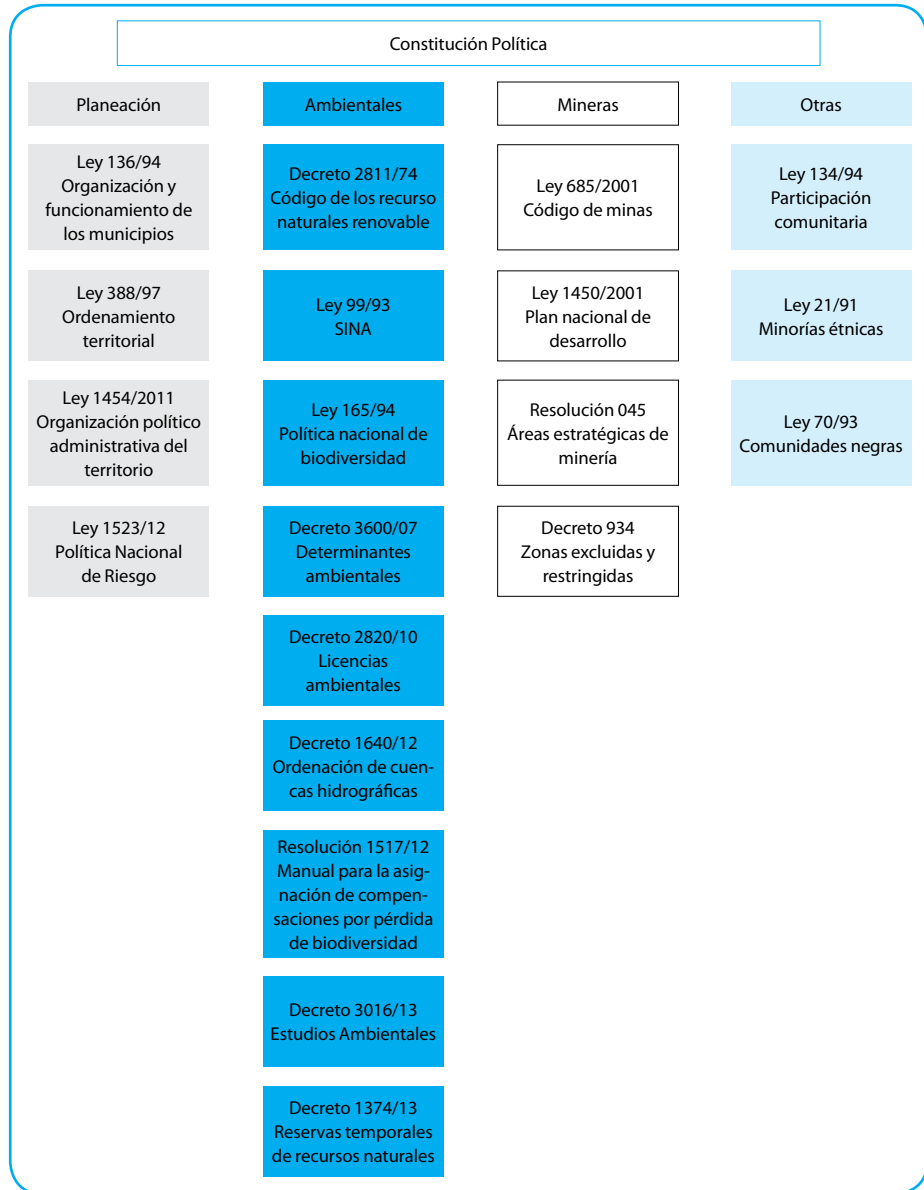 Constitución Política
Planeación
Ley 136/94
Organización y
funcionamiento de
los municipios
Ley 388/97
Ordenamiento
territorial
Ley 1454/2011
Organización político
administrativa del
territorio
Ley 1523/12
Política Nacional
de Riesgo
Ambientales
Decreto 2811/74
Código de los recurso
naturales renovable
Ley 99/93
SINA
Ley 165/94
Política nacional de
biodiversidad
Decreto 3600/07
Determinantes
ambientales
Decreto 2820/10
Licencias
ambientales
Decreto 1640/12
Ordenación de cuen-
cas hidrográficas
Resolución 1517/12
Manual para la asig-
nación de compen-
saciones por pérdida
de biodiversidad
Decreto 3016/13
Estudios Ambientales
Decreto 1374/13
Reservas temporales
de recursos naturales
Mineras
Ley 685/2001
Código de minas
Ley 1450/2001
Plan nacional de
desarrollo
Resolución 045
Áreas estratégicas de
minería
Decreto 934
Zonas excluidas y
restringidas
Otras
Ley 134/94
Participación
comunitaria
Ley 21/91
Minorías étnicas
Ley 70/93
Comunidades negras